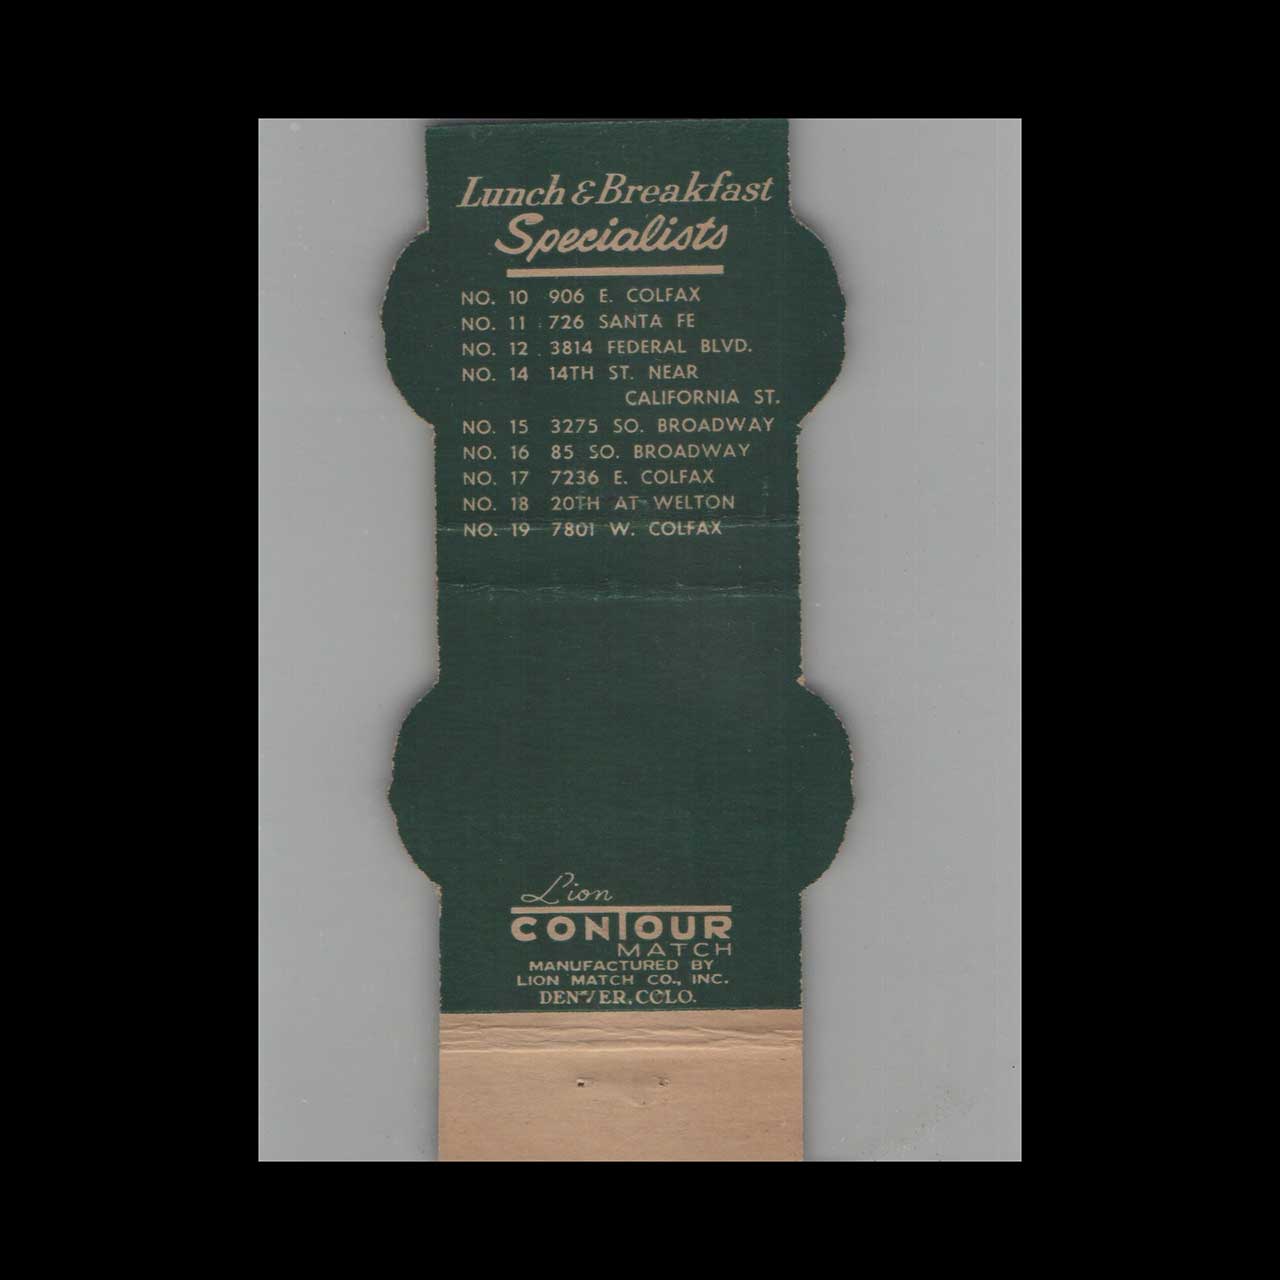 Lunch & Breakfast
Specialists
NO. 10 906 E. COLFAX
NO. 11 726 SANTA FE
NO. 12 3814 FEDERAL BLVD.
NO. 14 14TH ST. NEAR
CALIFORNIA ST.
NO. 15 3275 SO. BROADWAY
NO. 16 85 SO. BROADWAY
NO. 17 7236 E. COLFAX
NO. 18 20TH AT WELTON
NO. 19 7801 W. COLFAX
Lion
CONTOUR
MATCH
MANUFACTURED BY
LION MATCH CO., INC.
DENVER, COLO.